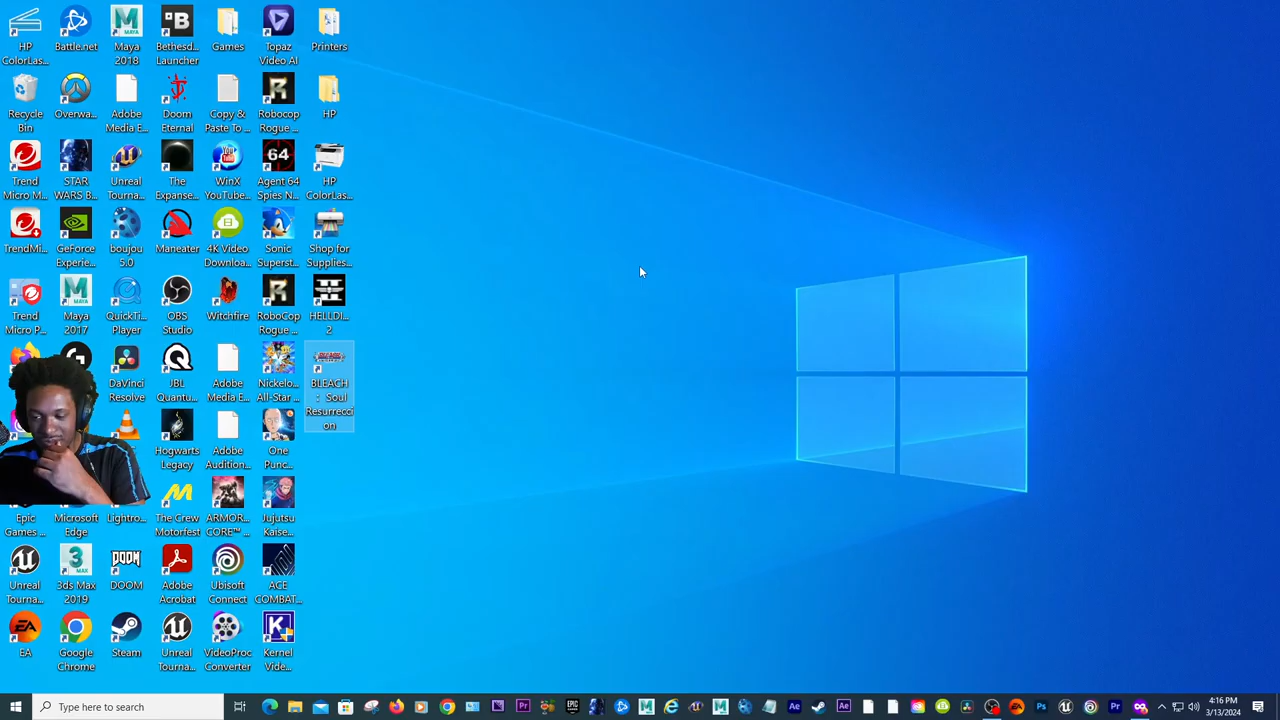 HP
ColorLas...
Battle.net
Maya
2018
Bethesd...
Launcher
Games
Topaz
Video AI
Printers
Recycle
Bin
Overwa...
Adobe
Media E...
Doom
Eternal
Copy &
Paste To ...
Robocop
Rogue ...
HP
Trend
Micro M...
STAR
WARS B...
Unreal
Tourna...
The
Expanse...
WinX
YouTube...
Agent 64
Spies N...
HP
ColorLas...
TrendMi...
GeForce
Experie...
boujou
5.0
Maneater
4K Video
Downloa...
Sonic
Superst...
Shop for
Supplies...
Trend
Micro P...
Maya
2017
QuickTi...
Player
OBS
Studio
Witchfire
RoboCop
Rogue ...
HELLDI...
2
DaVinci
Resolve
JBL
Quantu...
Adobe
Media E...
Nickelo...
All-Star ...
BLEACH
: Soul
Resurrecci
on
Hogwarts
Legacy
Adobe
Audition...
One
Punc...
Epic
Games ...
Microsoft
Edge
Lightro...
The Crew
Motorfest
ARMOR...
CORE™ ...
Jujutsu
Kaise...
Unreal
Tourna...
3ds Max
2019
DOOM
Adobe
Acrobat
Ubisoft
Connect
ACE
COMBAT...
EA
Google
Chrome
Steam
Unreal
Tourna...
VideoProc
Converter
Kernel
Vide...
Type here to search
4:16 PM
3/13/2024